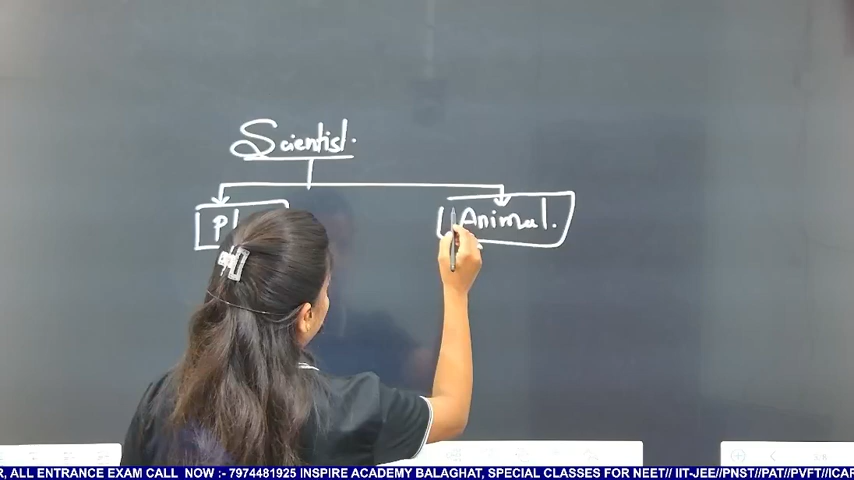 Scientist.
Pl
Animal.
R, ALL ENTRANCE EXAM CALL NOW :- 7974481925 INSPIRE ACADEMY BALAGHAT, SPECIAL CLASSES FOR NEET// IIT-JEE//PNST//PAT//PVFT//ICAR